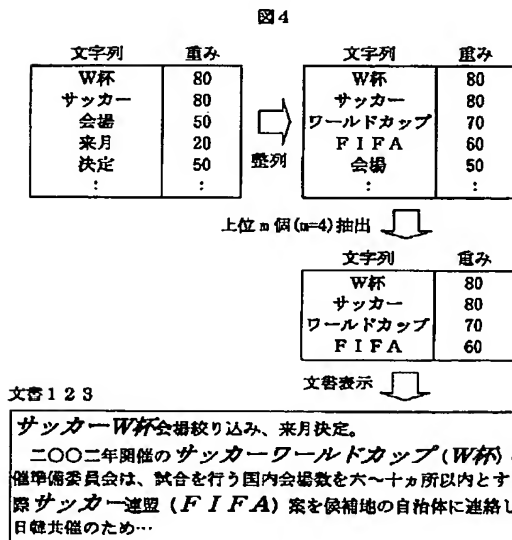 図4
文字列 重み
W杯 80
サッカー 80
会場 50
来月 20
決定 50
: :
整列
文字列 重み
W杯 80
サッカー 80
ワールドカップ 70
FIFA 60
会場 50
: :
上位m個(m=4)抽出
文字列 重み
W杯 80
サッカー 80
ワールドカップ 70
FIFA 60
文書表示
文書123
サッカーW杯会場絞り込み、来月決定。
二〇〇二年開催のサッカーワールドカップ(W杯)
催準備委員会は、試合を行う国内会場数を六〜十ヵ所以内とす
際サッカー連盟(FIFA)案を候補地の自治体に連絡し
日韓共催のため…